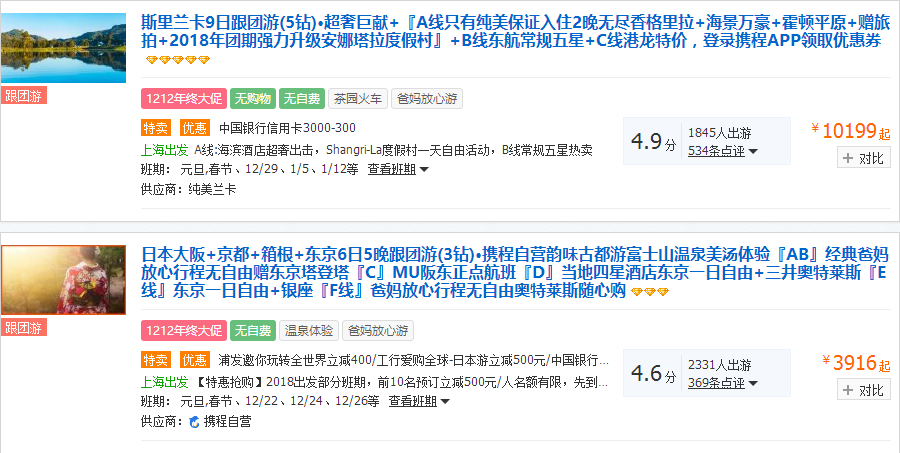 斯里兰卡9日跟团游(5钻)•超奢巨献+『A线只有纯美保证入住2晚无尽香格里拉+海景万豪+霍顿平原+赠旅
拍+2018年团期强力升级安娜塔拉度假村』+B线东航常规五星+C线港龙特价，登录携程APP领取优惠券
跟团游
1212年终大促 无购物 无自费 茶园火车 爸妈放心游
特卖 优惠 中国银行信用卡3000-300
上海出发 A线:海滨酒店超奢出击，Shangri-La度假村一天自由活动，B线常规五星热卖
班期： 元旦,春节、12/29、1/5、1/12等 查看班期
供应商：纯美兰卡
4.9分
1845人出游
534条点评
¥10199起
+ 对比
日本大阪+京都+箱根+东京6日5晚跟团游(3钻)•携程自营韵味古都游富士山温泉美汤体验『AB』经典爸妈
放心行程无自由赠东京塔登塔『C』MU阪东正点航班『D』当地四星酒店东京一日自由+三井奥特莱斯『E
线』东京一日自由+银座『F线』爸妈放心行程无自由奥特莱斯随心购
跟团游
1212年终大促 无自费 温泉体验 爸妈放心游
特卖 优惠 浦发邀你玩转全世界立减400/工行爱购全球-日本游立减500元/中国银行...
上海出发 【特惠抢购】2018出发部分班期，前10名预订立减500元/人名额有限，先到...
班期： 元旦,春节、12/22、12/24、12/26等 查看班期
供应商： 携程自营
4.6分
2331人出游
369条点评
¥3916起
+ 对比